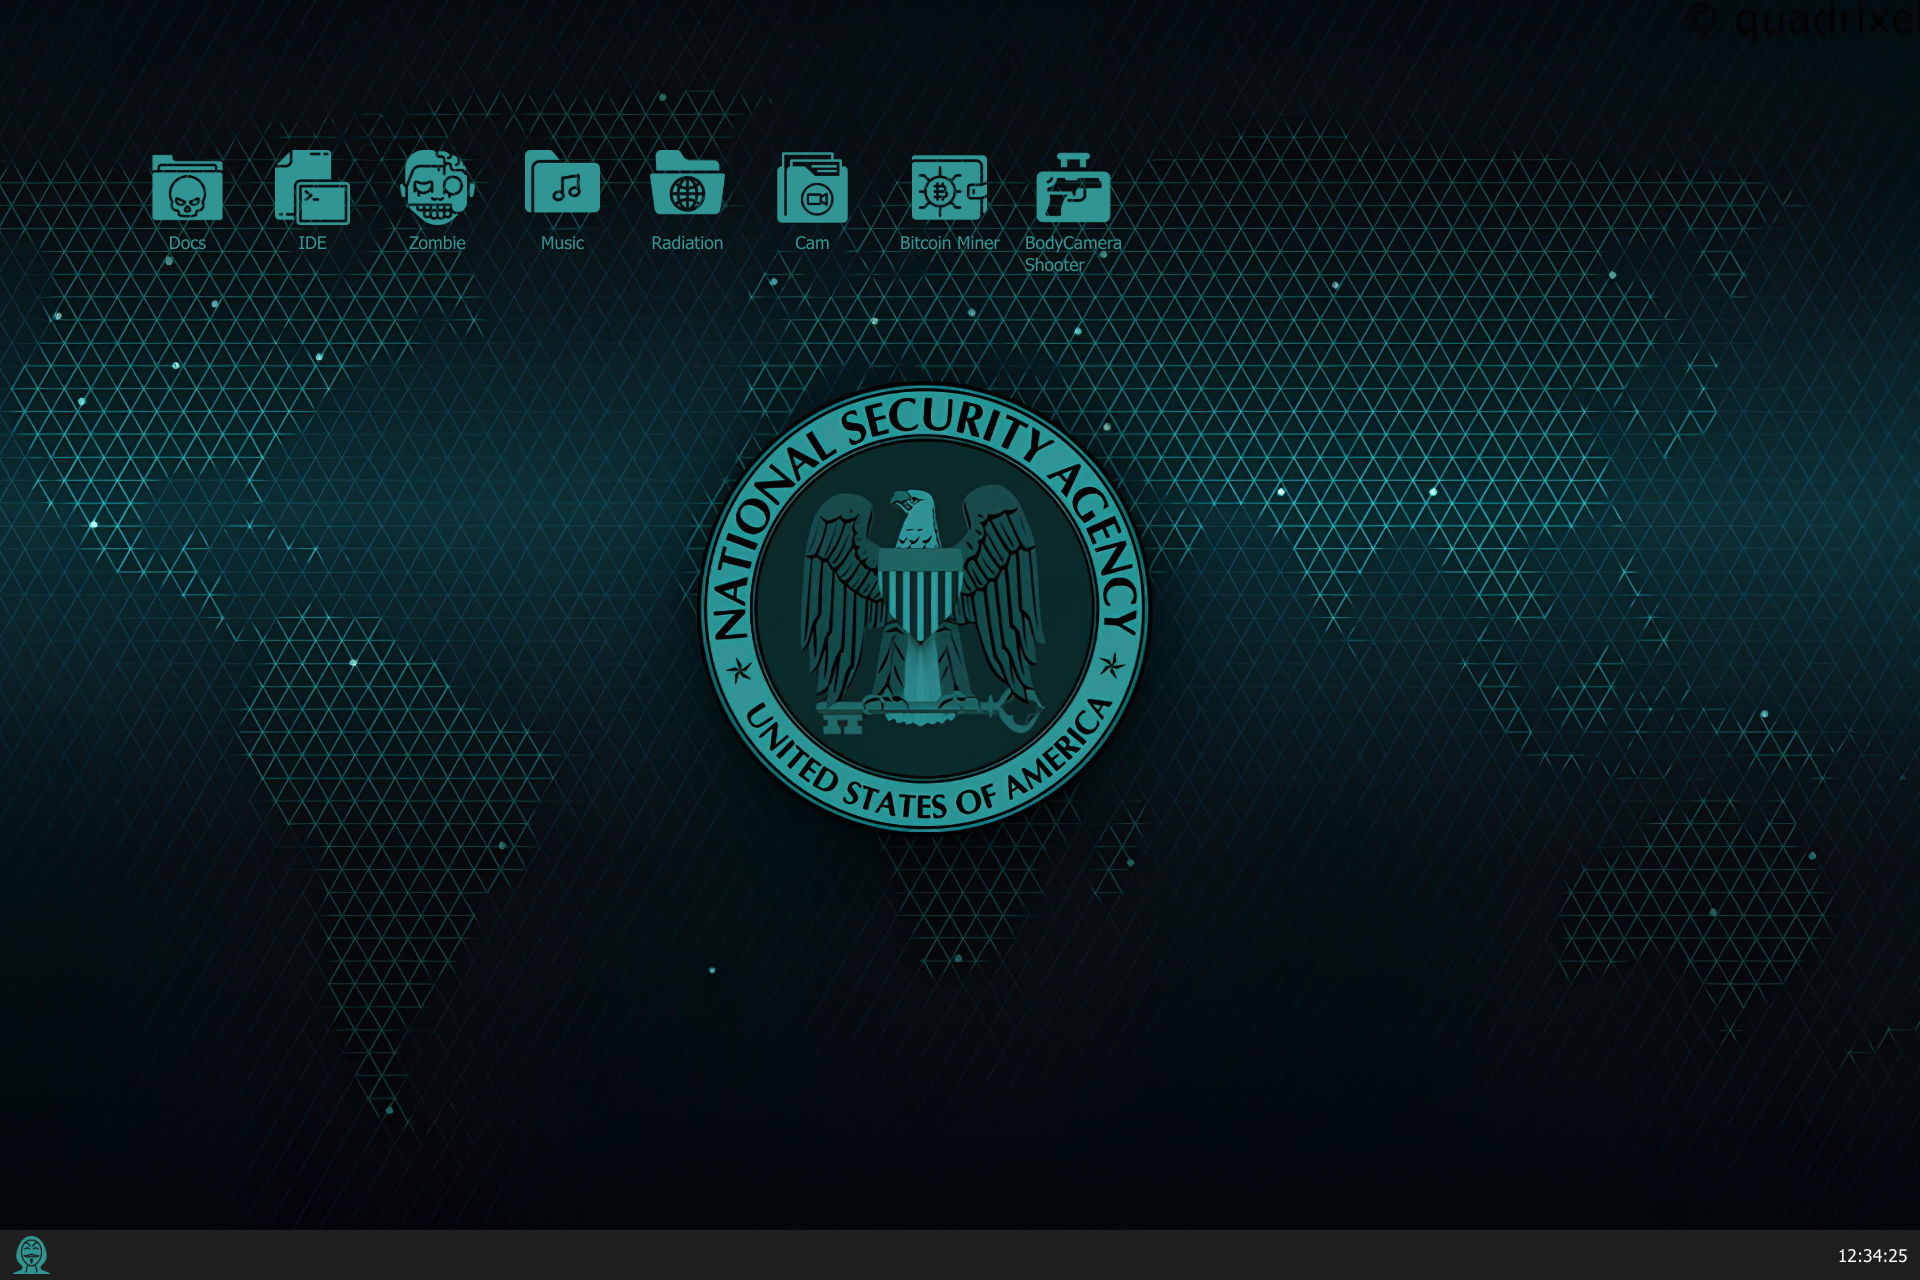 © quadrixe
Docs
IDE
Zombie
Music
Radiation
Cam
Bitcoin Miner
BodyCamera
Shooter
NATIONAL SECURITY AGENCY
UNITED STATES OF AMERICA
12:34:25